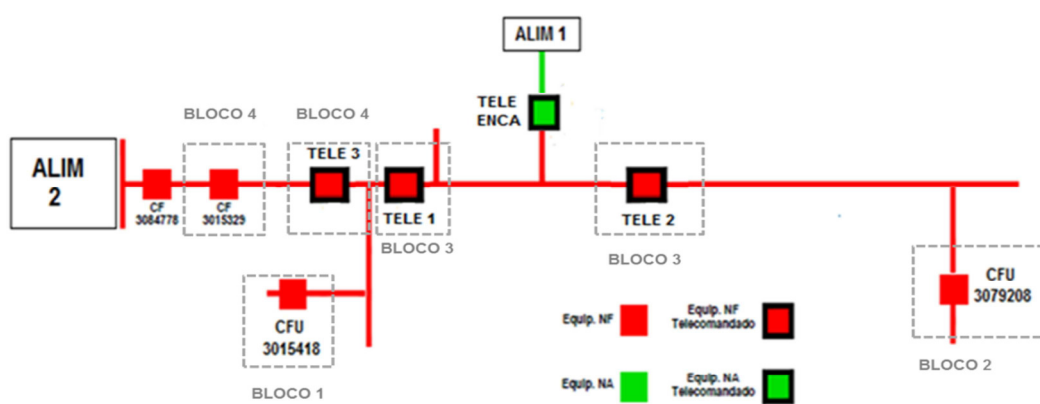 ALIM 1
TELE
ENCA
BLOCO 4
BLOCO 4
ALIM
2
TELE 3
CF
3084778
CF
3015329
TELE 1
TELE 2
BLOCO 3
BLOCO 3
CFU
3015418
BLOCO 1
CFU
3079208
BLOCO 2
Equip. NF
Equip. NF
Telecomandado
Equip. NA
Equip. NA
Telecomandado